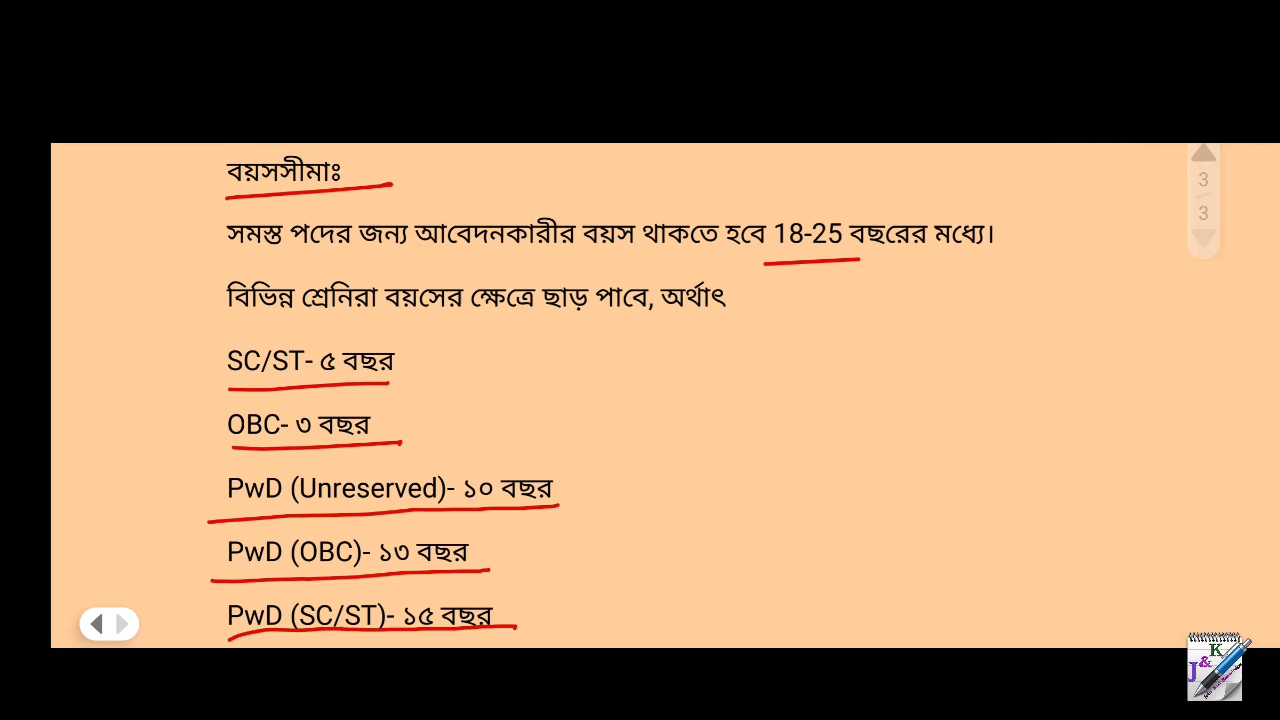 বয়সসীমাঃ
সমস্ত পদের জন্য আবেদনকারীর বয়স থাকতে হবে 18-25 বছরের মধ্যে।
বিভিন্ন শ্রেনিরা বয়সের ক্ষেত্রে ছাড় পাবে, অর্থাৎ
SC/ST- ৫ বছর
OBC- ৩ বছর
PwD (Unreserved)- ১০ বছর
PwD (OBC)- ১৩ বছর
PwD (SC/ST)- ১৫ বছর
3
3
J&K